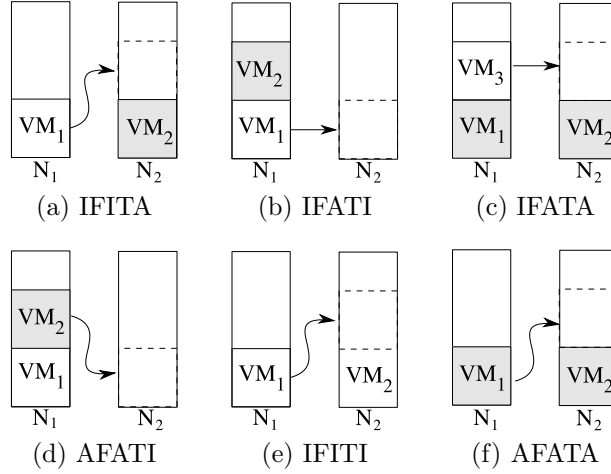 VM₁ VM₂
N₁ N₂
(a) IFITA
VM₂
VM₁
N₁ N₂
(b) IFATI
VM₃
VM₁ VM₂
N₁ N₂
(c) IFATA
VM₂
VM₁
N₁ N₂
(d) AFATI
VM₁ VM₂
N₁ N₂
(e) IFITI
VM₁ VM₂
N₁ N₂
(f) AFATA